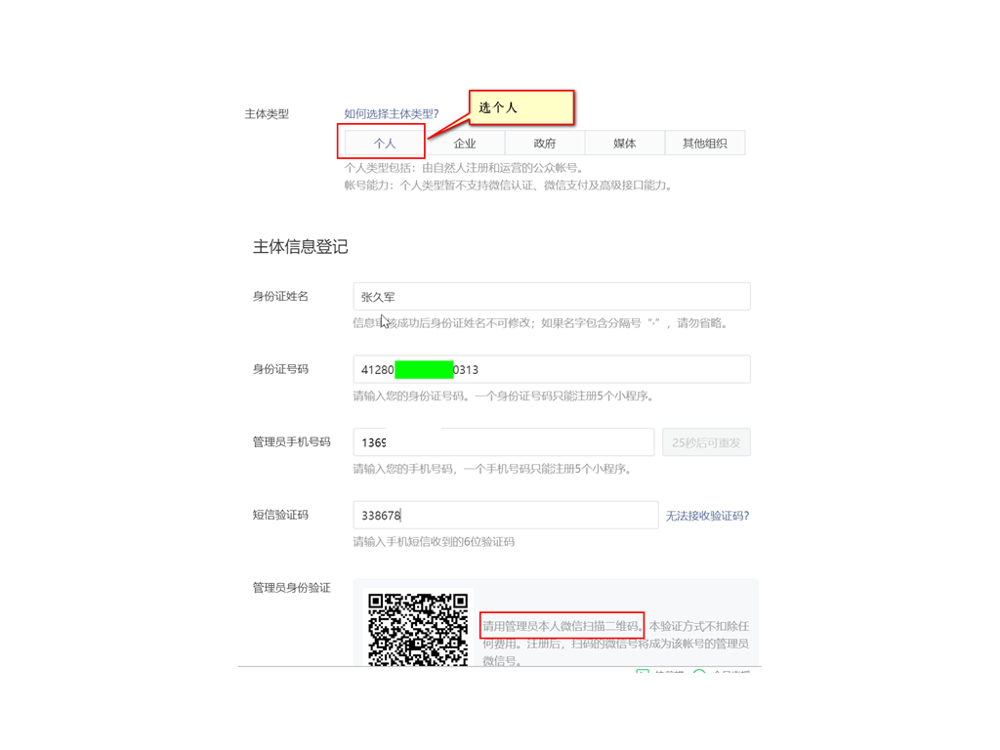 选个人
主体类型
如何选择主体类型?
个人 企业 政府 媒体 其他组织
个人类型包括：由自然人注册和运营的公众帐号。
帐号能力：个人类型暂不支持微信认证、微信支付及高级接口能力。
主体信息登记
身份证姓名
张久军
信息审核成功后身份证姓名不可修改；如果名字包含分隔号“·”，请勿省略。
身份证号码
41280 0313
请输入您的身份证号码。一个身份证号码只能注册5个小程序。
管理员手机号码
1369
25秒后可重发
请输入您的手机号码，一个手机号码只能注册5个小程序。
短信验证码
338678
无法接收验证码?
请输入手机短信收到的6位验证码
管理员身份验证
请用管理员本人微信扫描二维码。本验证方式不扣除任
何费用。注册后，扫码的微信号将成为该帐号的管理员
微信号。